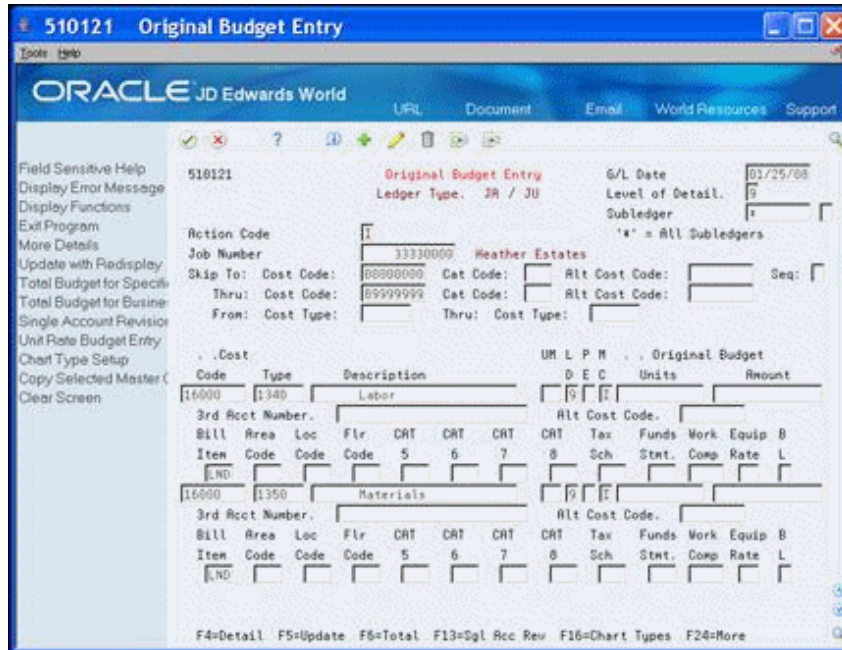 510121 Original Budget Entry
Tools Help
ORACLE JD Edwards World
URL Document Email World Resources Support
Field Sensitive Help
Display Error Message
Display Functions
Exit Program
More Details
Update with Redisplay
Total Budget for Specifi
Total Budget for Busine
Single Account Revision
Unit Rate Budget Entry
Chart Type Setup
Copy Selected Master C
Clear Screen
510121 Original Budget Entry G/L Date 01/25/08
Ledger Type. JA / JU Level of Detail. 9
Subledger *
Action Code I '*' = All Subledgers
Job Number 33330000 Heather Estates
Skip To: Cost Code: 00000000 Cat Code: Alt Cost Code: Seq:
Thru: Cost Code: 89999999 Cat Code: Alt Cost Code:
From: Cost Type: Thru: Cost Type:
. .Cost UM L P M . . Original Budget
Code Type Description D E C Units Amount
16000 1340 Labor 9 I
3rd Acct Number. Alt Cost Code.
Bill Area Loc Flr CAT CAT CAT CAT Tax Funds Work Equip B
Item Code Code Code 5 6 7 8 Sch Stmt. Comp Rate L
LND
16000 1350 Materials 9 I
3rd Acct Number. Alt Cost Code.
Bill Area Loc Flr CAT CAT CAT CAT Tax Funds Work Equip B
Item Code Code Code 5 6 7 8 Sch Stmt. Comp Rate L
LND
F4=Detail F5=Update F6=Total F13=Sgl Acc Rev F16=Chart Types F24=More